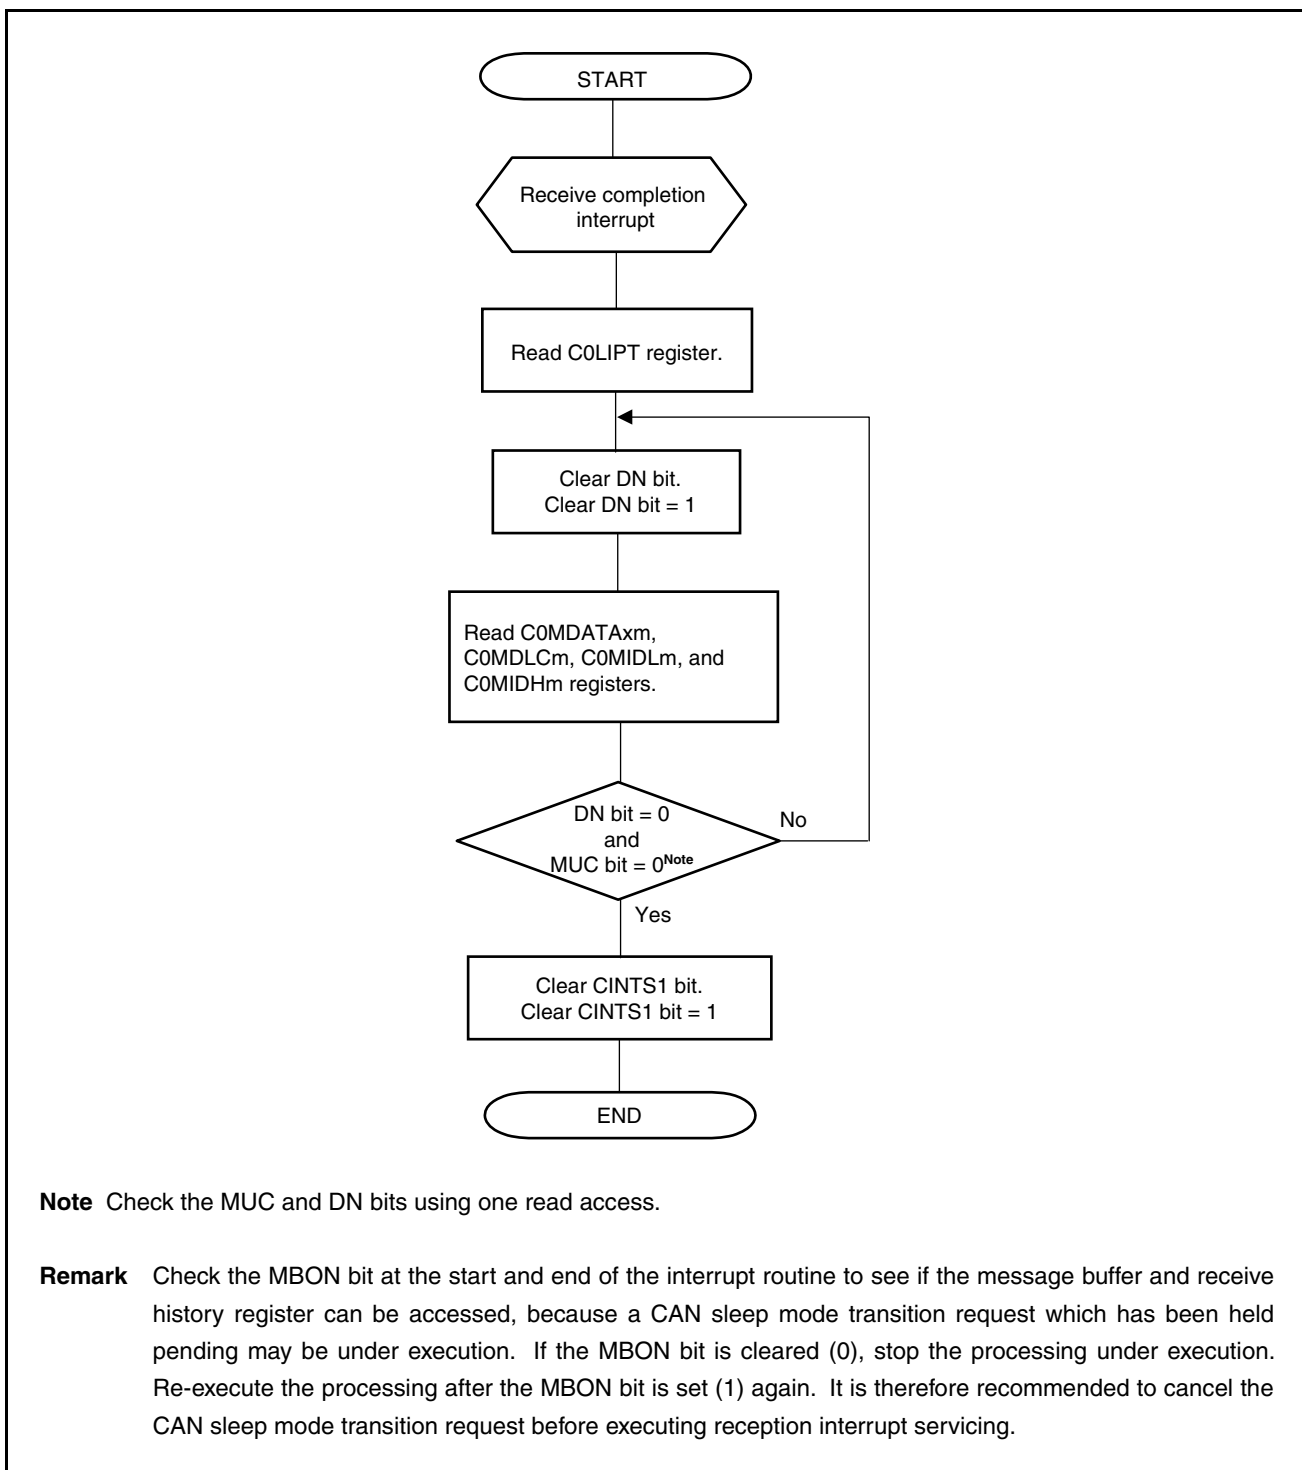 START
Receive completion
interrupt
Read C0LIPT register.
Clear DN bit.
Clear DN bit = 1
Read C0MDATAxm,
C0MDLCm, C0MIDLm, and
C0MIDHm registers.
DN bit = 0
and
MUC bit = 0Note
No
Yes
Clear CINTS1 bit.
Clear CINTS1 bit = 1
END
Note Check the MUC and DN bits using one read access.
Remark Check the MBON bit at the start and end of the interrupt routine to see if the message buffer and receive
history register can be accessed, because a CAN sleep mode transition request which has been held
pending may be under execution. If the MBON bit is cleared (0), stop the processing under execution.
Re-execute the processing after the MBON bit is set (1) again. It is therefore recommended to cancel the
CAN sleep mode transition request before executing reception interrupt servicing.